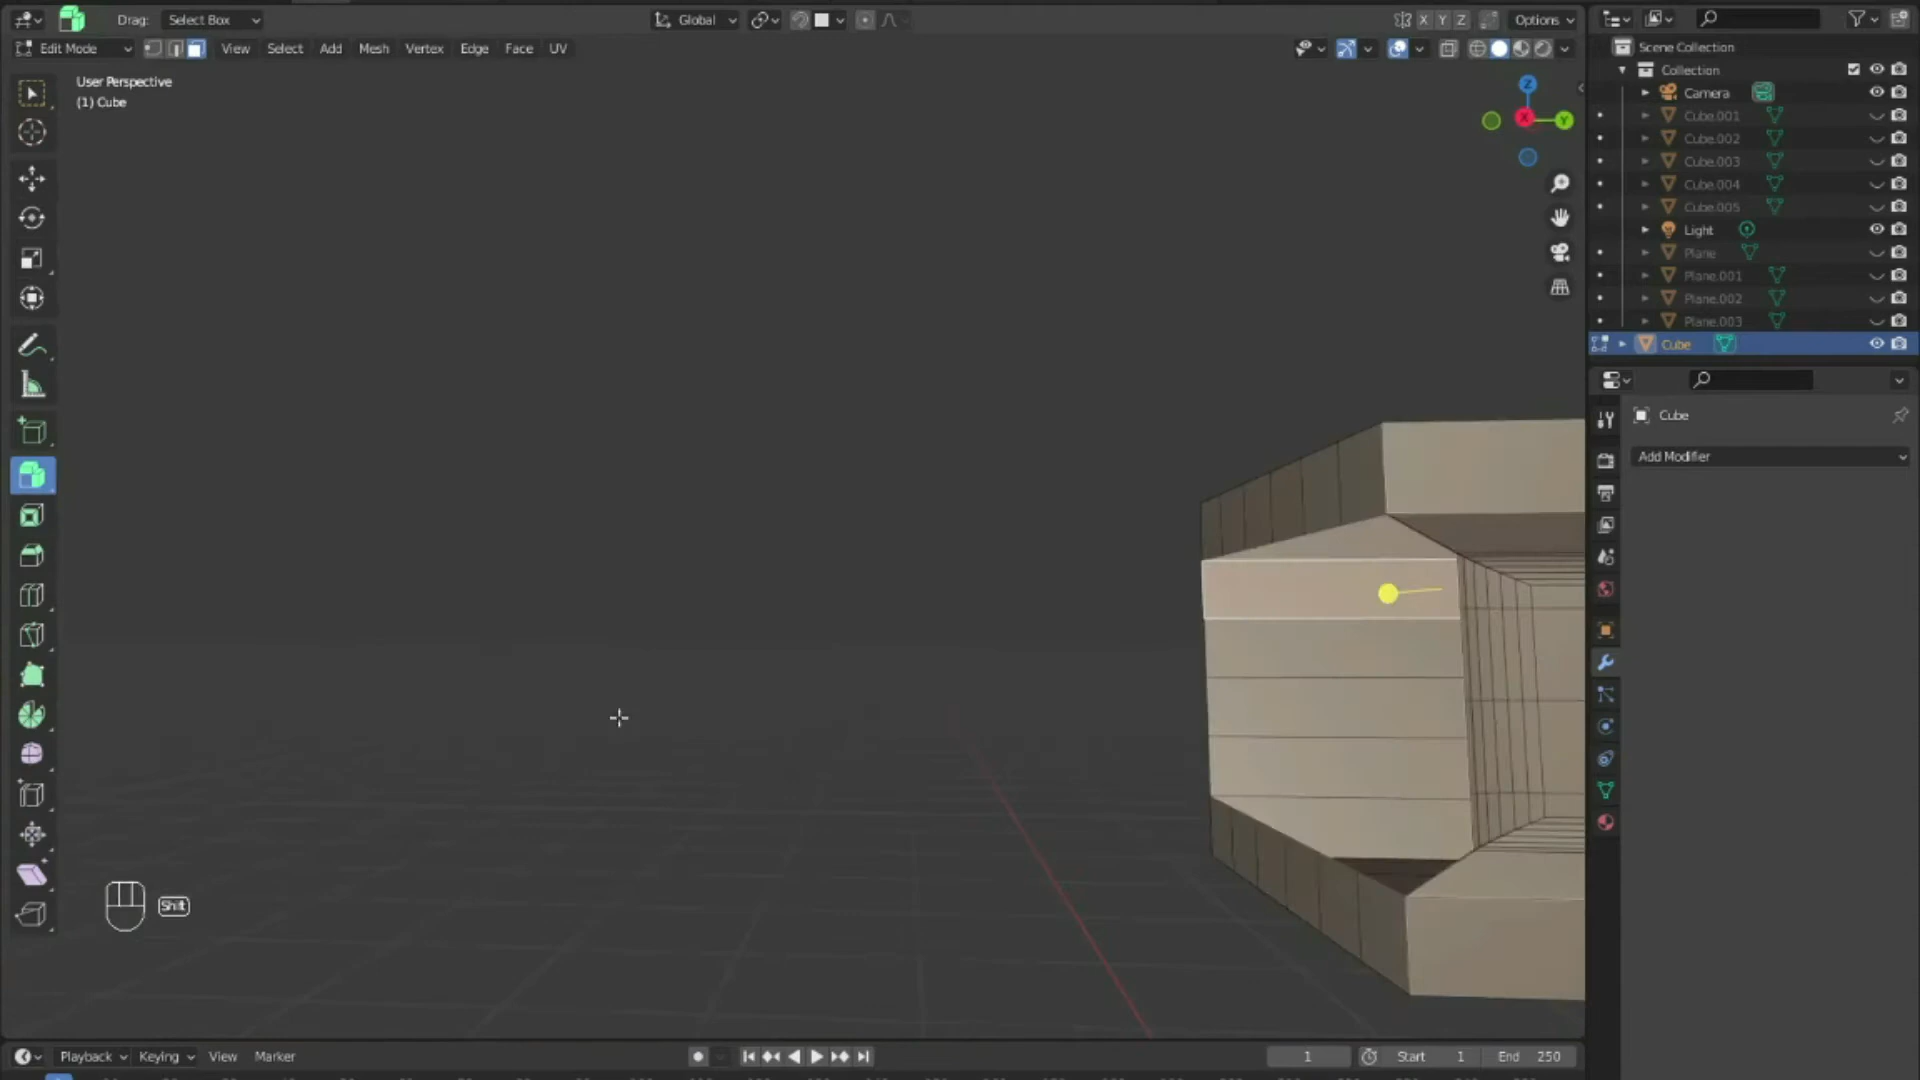 Drag: Select Box Global X Y Z Options
Edit Mode View Select Add Mesh Vertex Edge Face UV
User Perspective
(1) Cube
Z
X
Y
Shift
Playback Keying View Marker 1 Start 1 End 250
Scene Collection
Collection
Camera
Cube.001
Cube.002
Cube.003
Cube.004
Cube.005
Light
Plane
Plane.001
Plane.002
Plane.003
Cube
Cube
Add Modifier